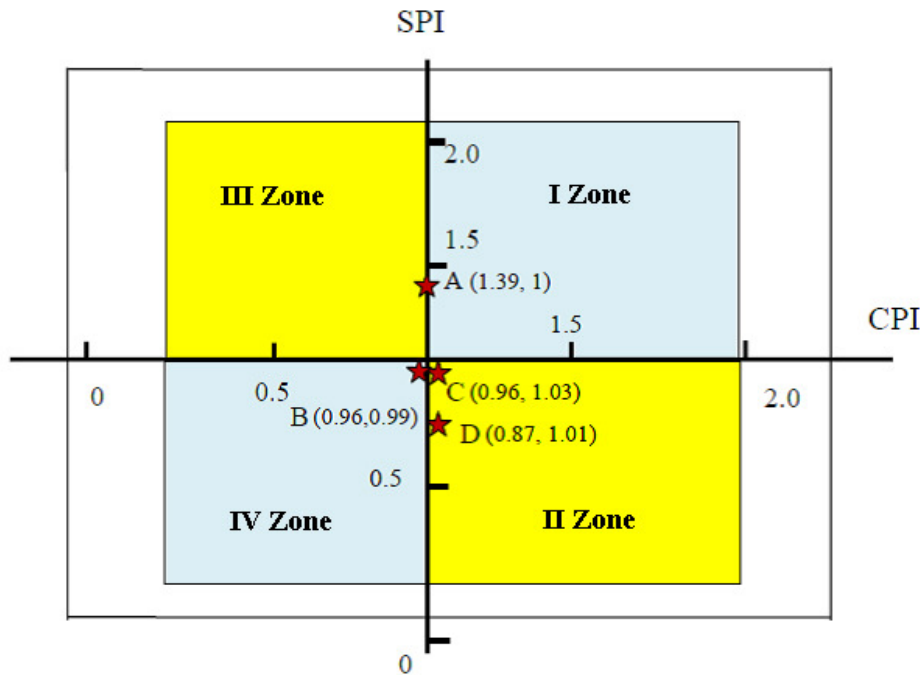 SPI
2.0
III Zone
I Zone
1.5
A (1.39, 1)
1.5
CPI
0
0.5
C (0.96, 1.03)
2.0
B (0.96,0.99)
D (0.87, 1.01)
0.5
IV Zone
II Zone
0